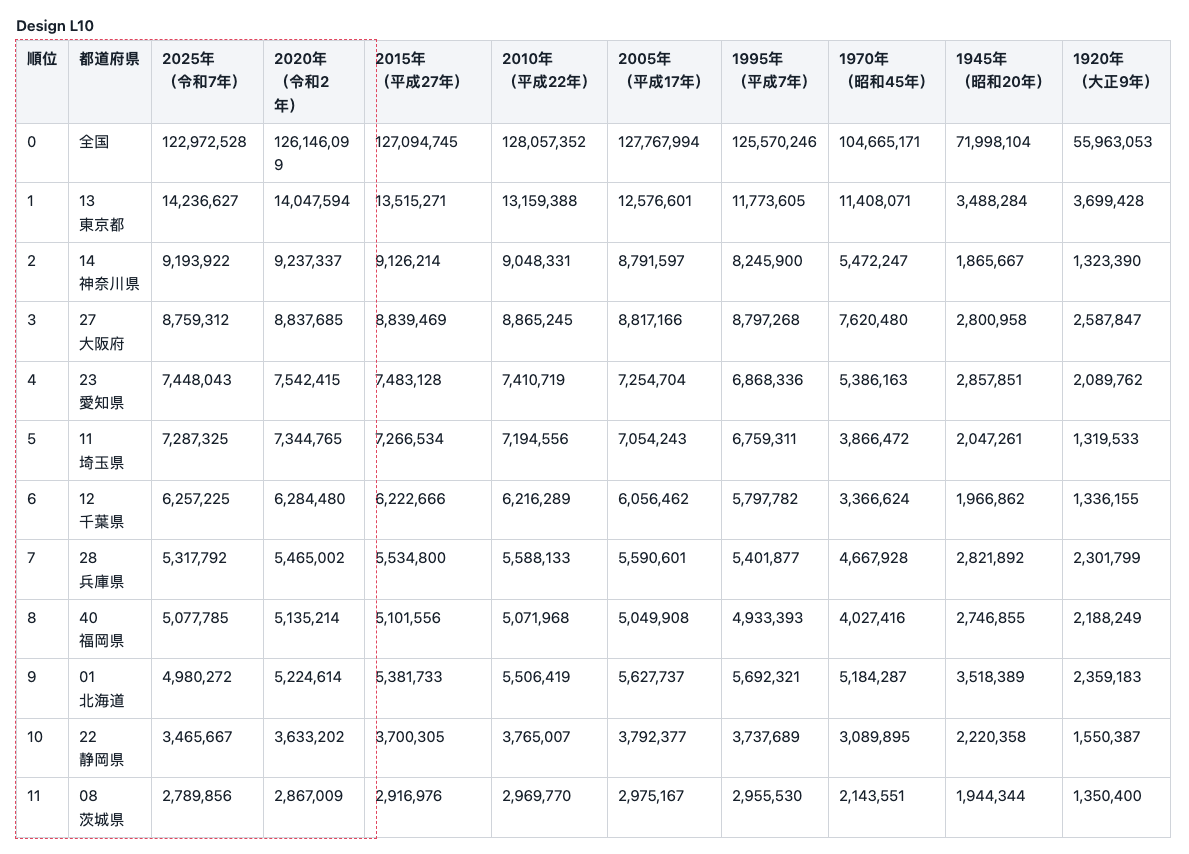 Design L10
順位 都道府県 2025年 2020年 2015年 2010年 2005年 1995年 1970年 1945年 1920年
（令和7年） （令和2 （平成27年） （平成22年） （平成17年） （平成7年） （昭和45年） （昭和20年） （大正9年）
年）
0 全国 122,972,528 126,146,09 127,094,745 128,057,352 127,767,994 125,570,246 104,665,171 71,998,104 55,963,053
9
1 13 14,236,627 14,047,594 13,515,271 13,159,388 12,576,601 11,773,605 11,408,071 3,488,284 3,699,428
東京都
2 14 9,193,922 9,237,337 9,126,214 9,048,331 8,791,597 8,245,900 5,472,247 1,865,667 1,323,390
神奈川県
3 27 8,759,312 8,837,685 8,839,469 8,865,245 8,817,166 8,797,268 7,620,480 2,800,958 2,587,847
大阪府
4 23 7,448,043 7,542,415 7,483,128 7,410,719 7,254,704 6,868,336 5,386,163 2,857,851 2,089,762
愛知県
5 11 7,287,325 7,344,765 7,266,534 7,194,556 7,054,243 6,759,311 3,866,472 2,047,261 1,319,533
埼玉県
6 12 6,257,225 6,284,480 6,222,666 6,216,289 6,056,462 5,797,782 3,366,624 1,966,862 1,336,155
千葉県
7 28 5,317,792 5,465,002 5,534,800 5,588,133 5,590,601 5,401,877 4,667,928 2,821,892 2,301,799
兵庫県
8 40 5,077,785 5,135,214 5,101,556 5,071,968 5,049,908 4,933,393 4,027,416 2,746,855 2,188,249
福岡県
9 01 4,980,272 5,224,614 5,381,733 5,506,419 5,627,737 5,692,321 5,184,287 3,518,389 2,359,183
北海道
10 22 3,465,667 3,633,202 3,700,305 3,765,007 3,792,377 3,737,689 3,089,895 2,220,358 1,550,387
静岡県
11 08 2,789,856 2,867,009 2,916,976 2,969,770 2,975,167 2,955,530 2,143,551 1,944,344 1,350,400
茨城県